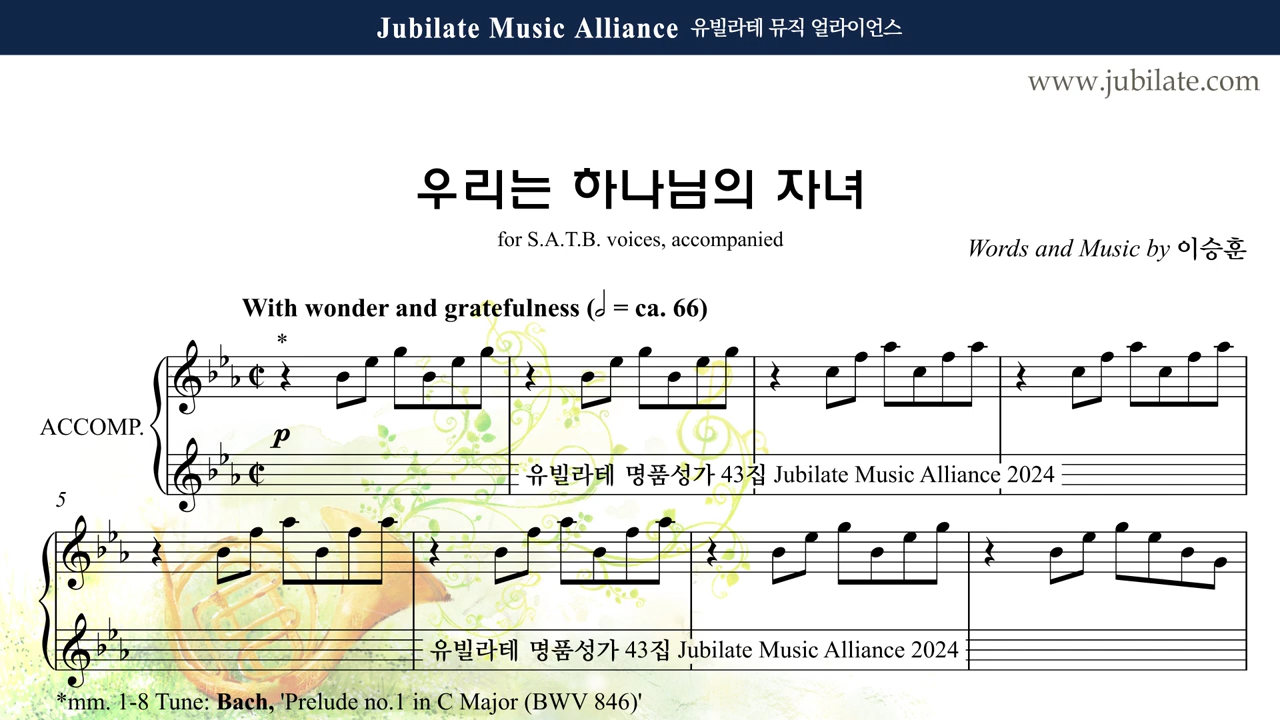 Jubilate Music Alliance 유빌라테 뮤직 얼라이언스
www.jubilate.com
우리는 하나님의 자녀
for S.A.T.B. voices, accompanied
Words and Music by 이승훈
With wonder and gratefulness (𝅗𝅥 = ca. 66)
*
ACCOMP.
p
유빌라테 명품성가 43집 Jubilate Music Alliance 2024
5
유빌라테 명품성가 43집 Jubilate Music Alliance 2024
*mm. 1-8 Tune: Bach, 'Prelude no.1 in C Major (BWV 846)'